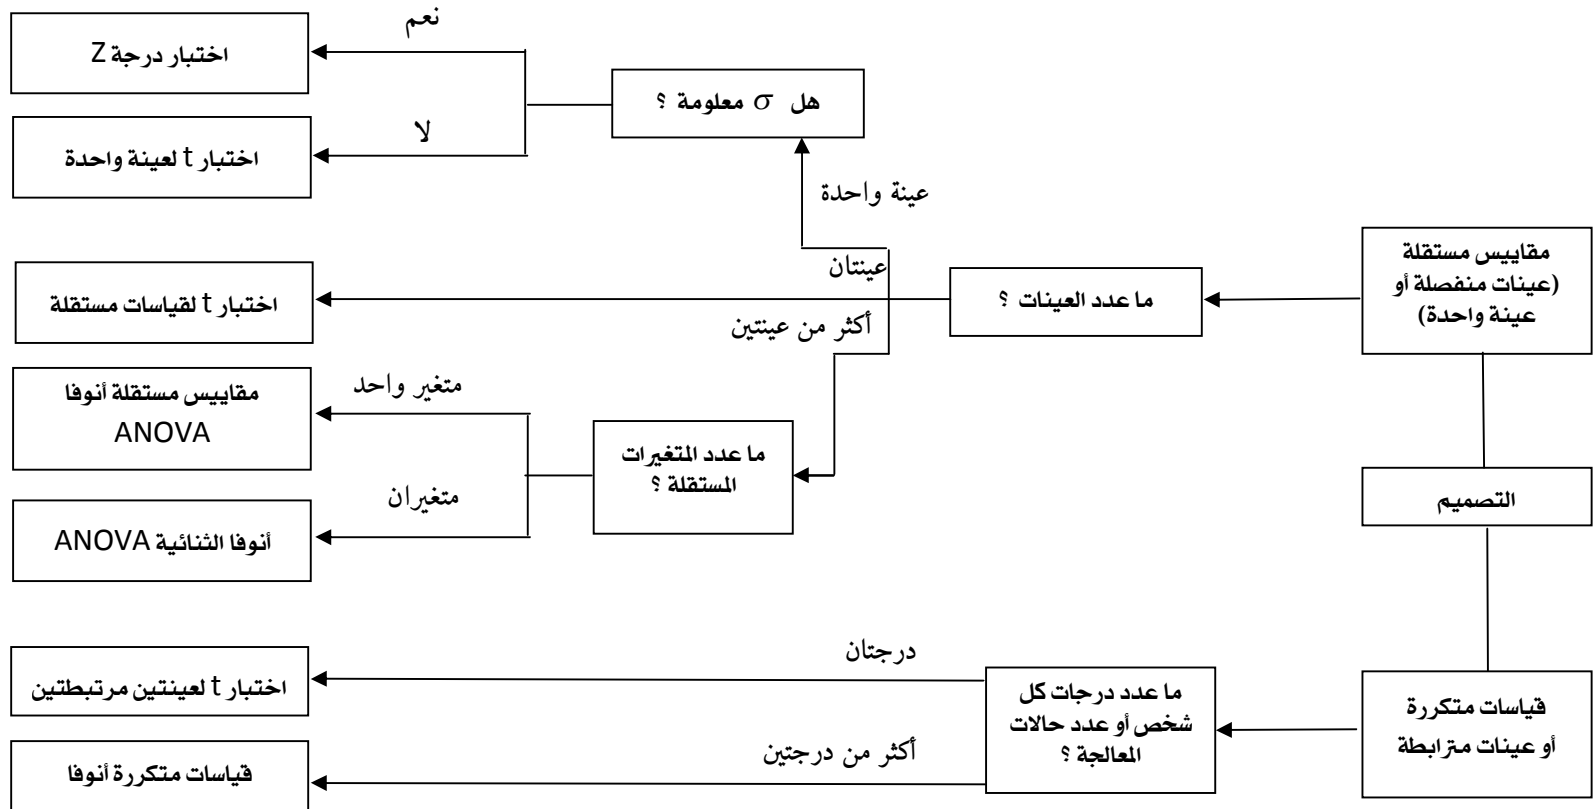 نعم
اختبار درجة Z
هل σ معلومة ؟
لا
اختبار t لعينة واحدة
عينة واحدة
مقاييس مستقلة
(عينات منفصلة أو
عينة واحدة)
ما عدد العينات ؟
عينتان
اختبار t لقياسات مستقلة
أكثر من عينتين
متغير واحد
مقاييس مستقلة أنوفا
ANOVA
ما عدد المتغيرات
المستقلة ؟
متغيران
أنوفا الثنائية ANOVA
التصميم
درجتان
اختبار t لعينتين مرتبطتين
ما عدد درجات كل
شخص أو عدد حالات
المعالجة ؟
قياسات متكررة
أو عينات مترابطة
أكثر من درجتين
قياسات متكررة أنوفا